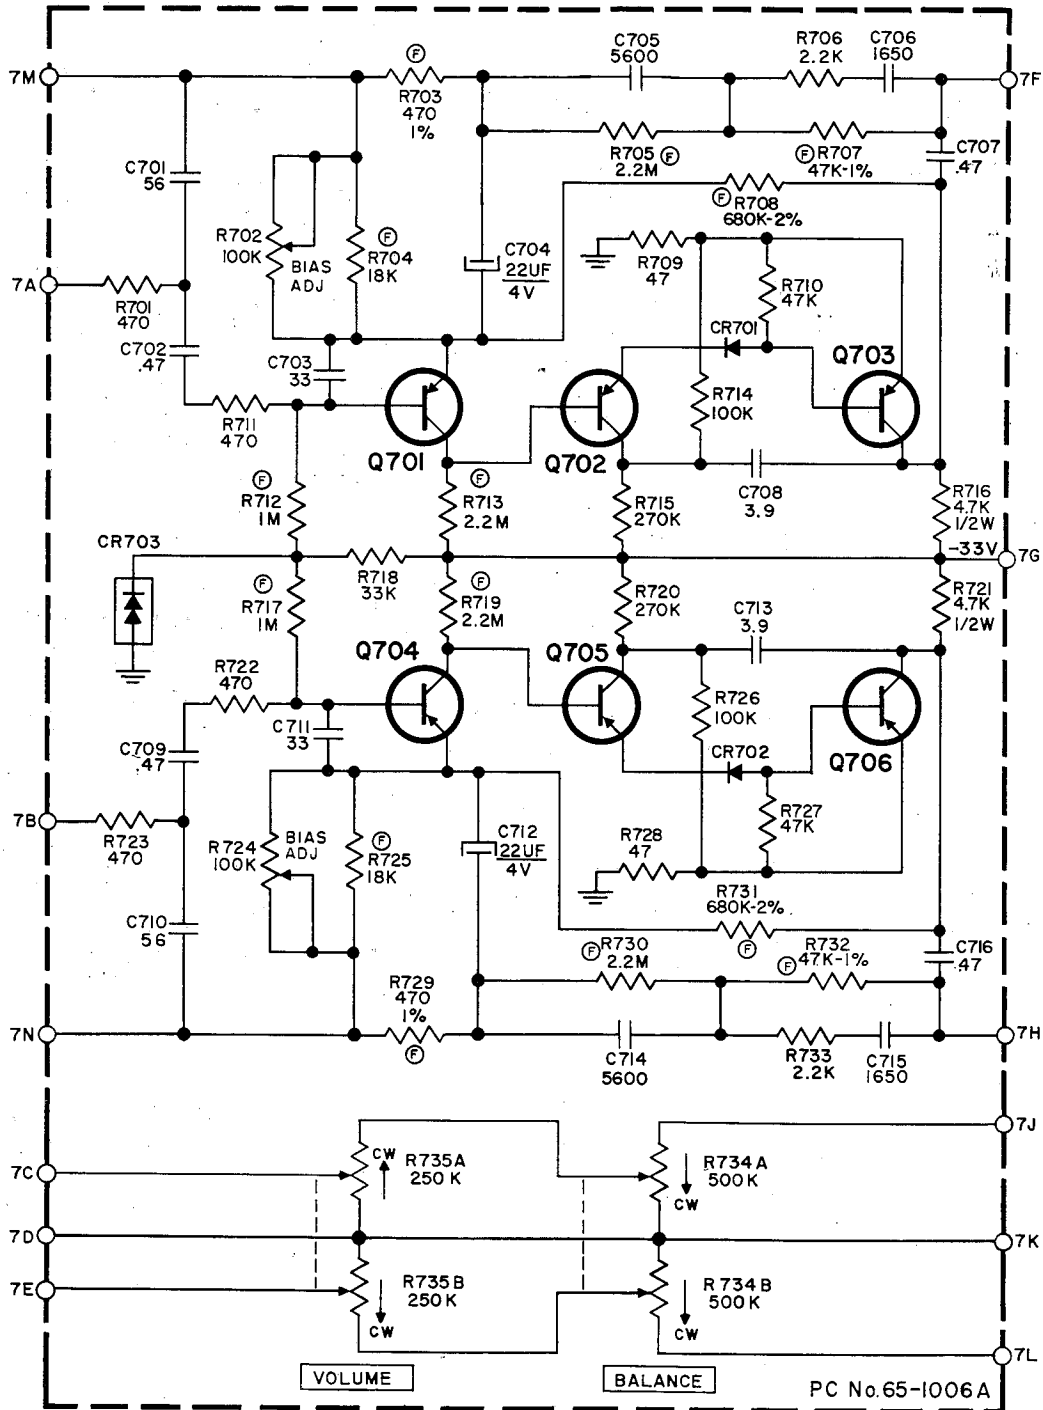 7M
F
R703
470
1%
C705
5600
R706
2.2K
C706
1650
7F
R705 F
2.2M
F R707
47K-1%
C707
.47
C701
56
F R708
680K-2%
R702
100K
BIAS
ADJ
F
R704
18K
C704
22UF
4V
R709
47
R710
47K
7A
R701
470
C702
.47
C703
33
CR701
Q703
R714
100K
R711
470
Q701
Q702
C708
3.9
F
R712
1M
F
R713
2.2M
R715
270K
R716
4.7K
1/2W
CR703
-33V
7G
R718
33K
F
R717
1M
F
R719
2.2M
R720
270K
C713
3.9
R721
4.7K
1/2W
Q704
Q705
R722
470
C711
33
R726
100K
CR702
Q706
C709
.47
7B
R723
470
R724
100K
BIAS
ADJ
F
R725
18K
C712
22UF
4V
R728
47
R727
47K
R731
680K-2%
F
C710
56
F R730
2.2M
R732
F 47K-1%
C716
.47
7N
R729
470
1%
F
C714
5600
R733
2.2K
C715
1650
7H
7J
7C
CW
R735A
250K
R734A
500K
CW
7D
7K
7E
R735B
250K
CW
R734B
500K
CW
7L
VOLUME
BALANCE
PC No.65-1006A